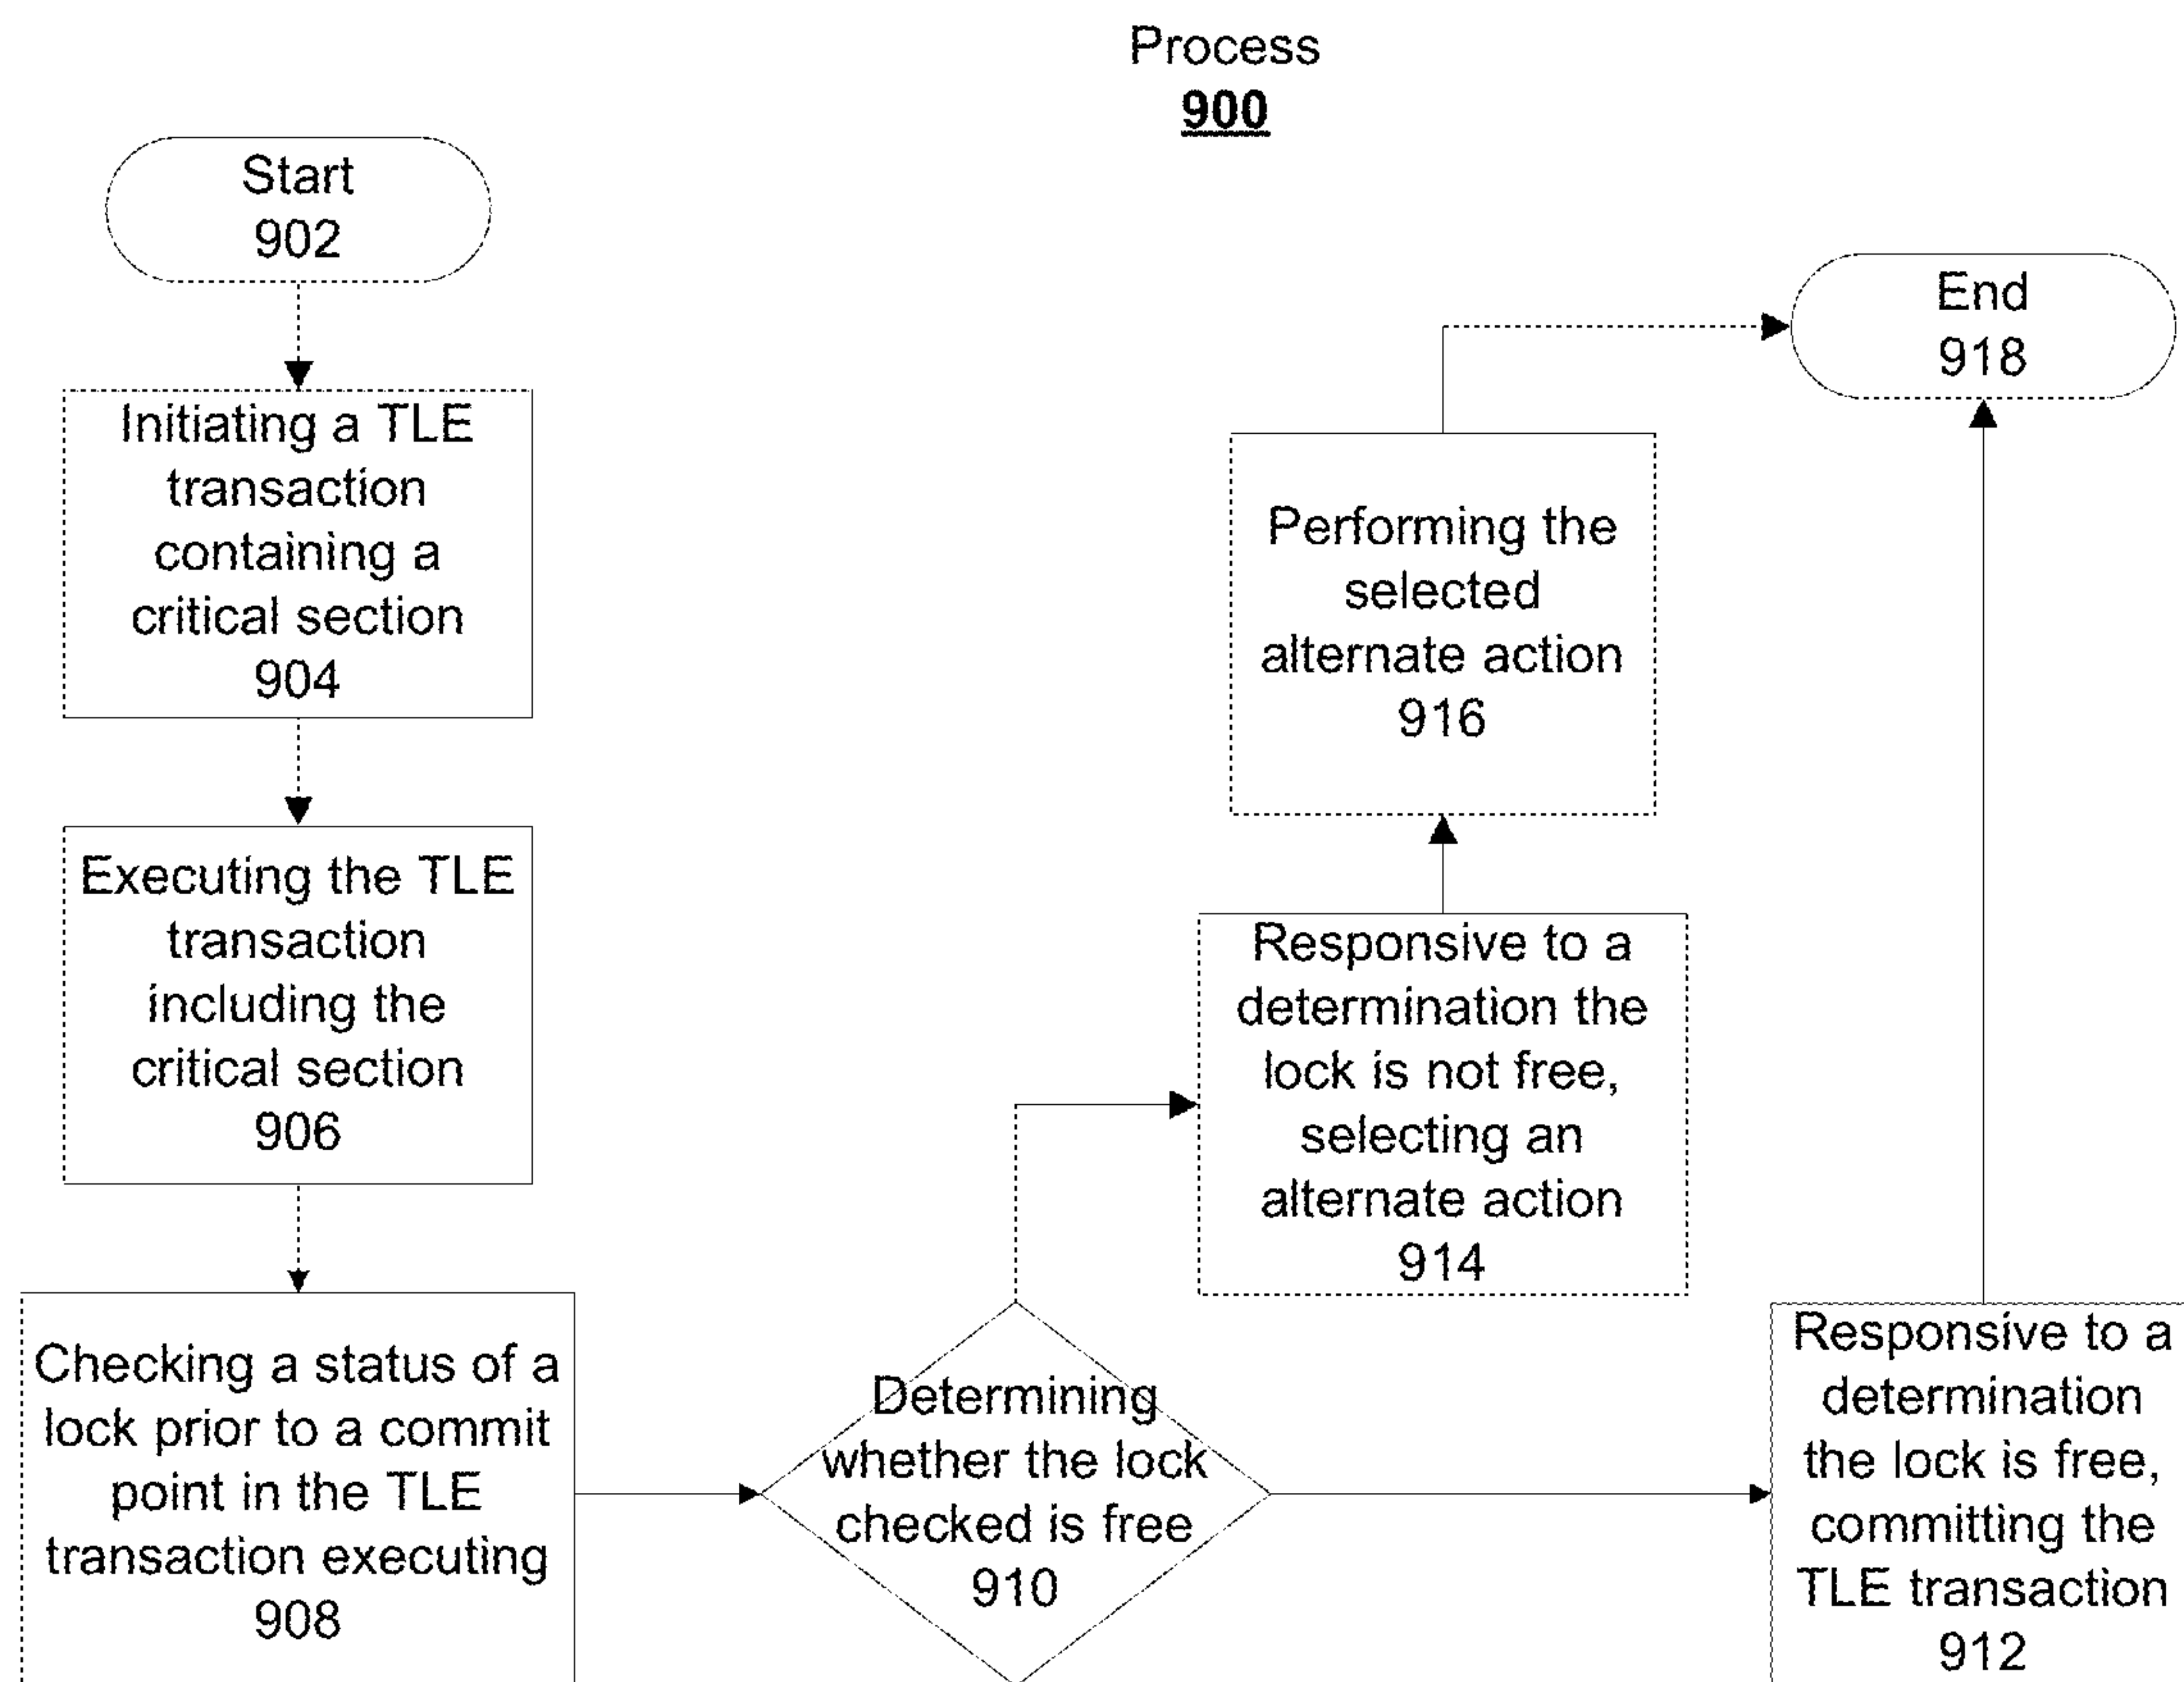 Process
900
Start
902
Initiating a TLE
transaction
containing a
critical section
904
Executing the TLE
transaction
including the
critical section
906
Checking a status of a
lock prior to a commit
point in the TLE
transaction executing
908
Determining
whether the lock
checked is free
910
Responsive to a
determination the
lock is not free,
selecting an
alternate action
914
Performing the
selected
alternate action
916
Responsive to a
determination
the lock is free,
committing the
TLE transaction
912
End
918